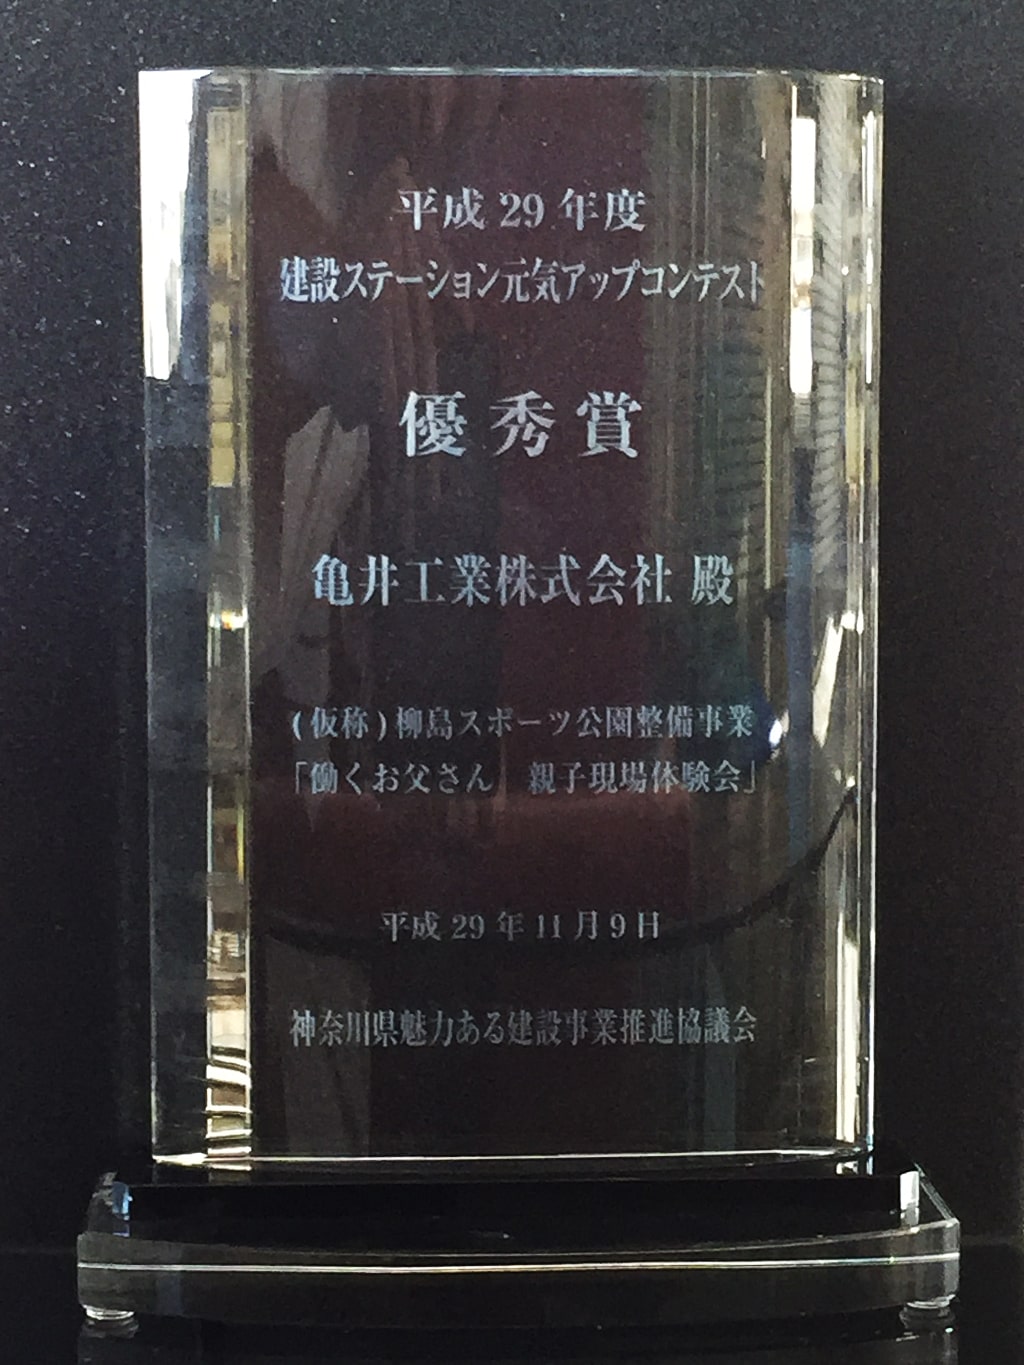 平成 29 年度
建設ステーション元気アップコンテスト
優秀賞
亀井工業株式会社 殿
(仮称)柳島スポーツ公園整備事業
「働くお父さん 親子現場体験会」
平成 29 年 11 月 9 日
神奈川県魅力ある建設事業推進協議会